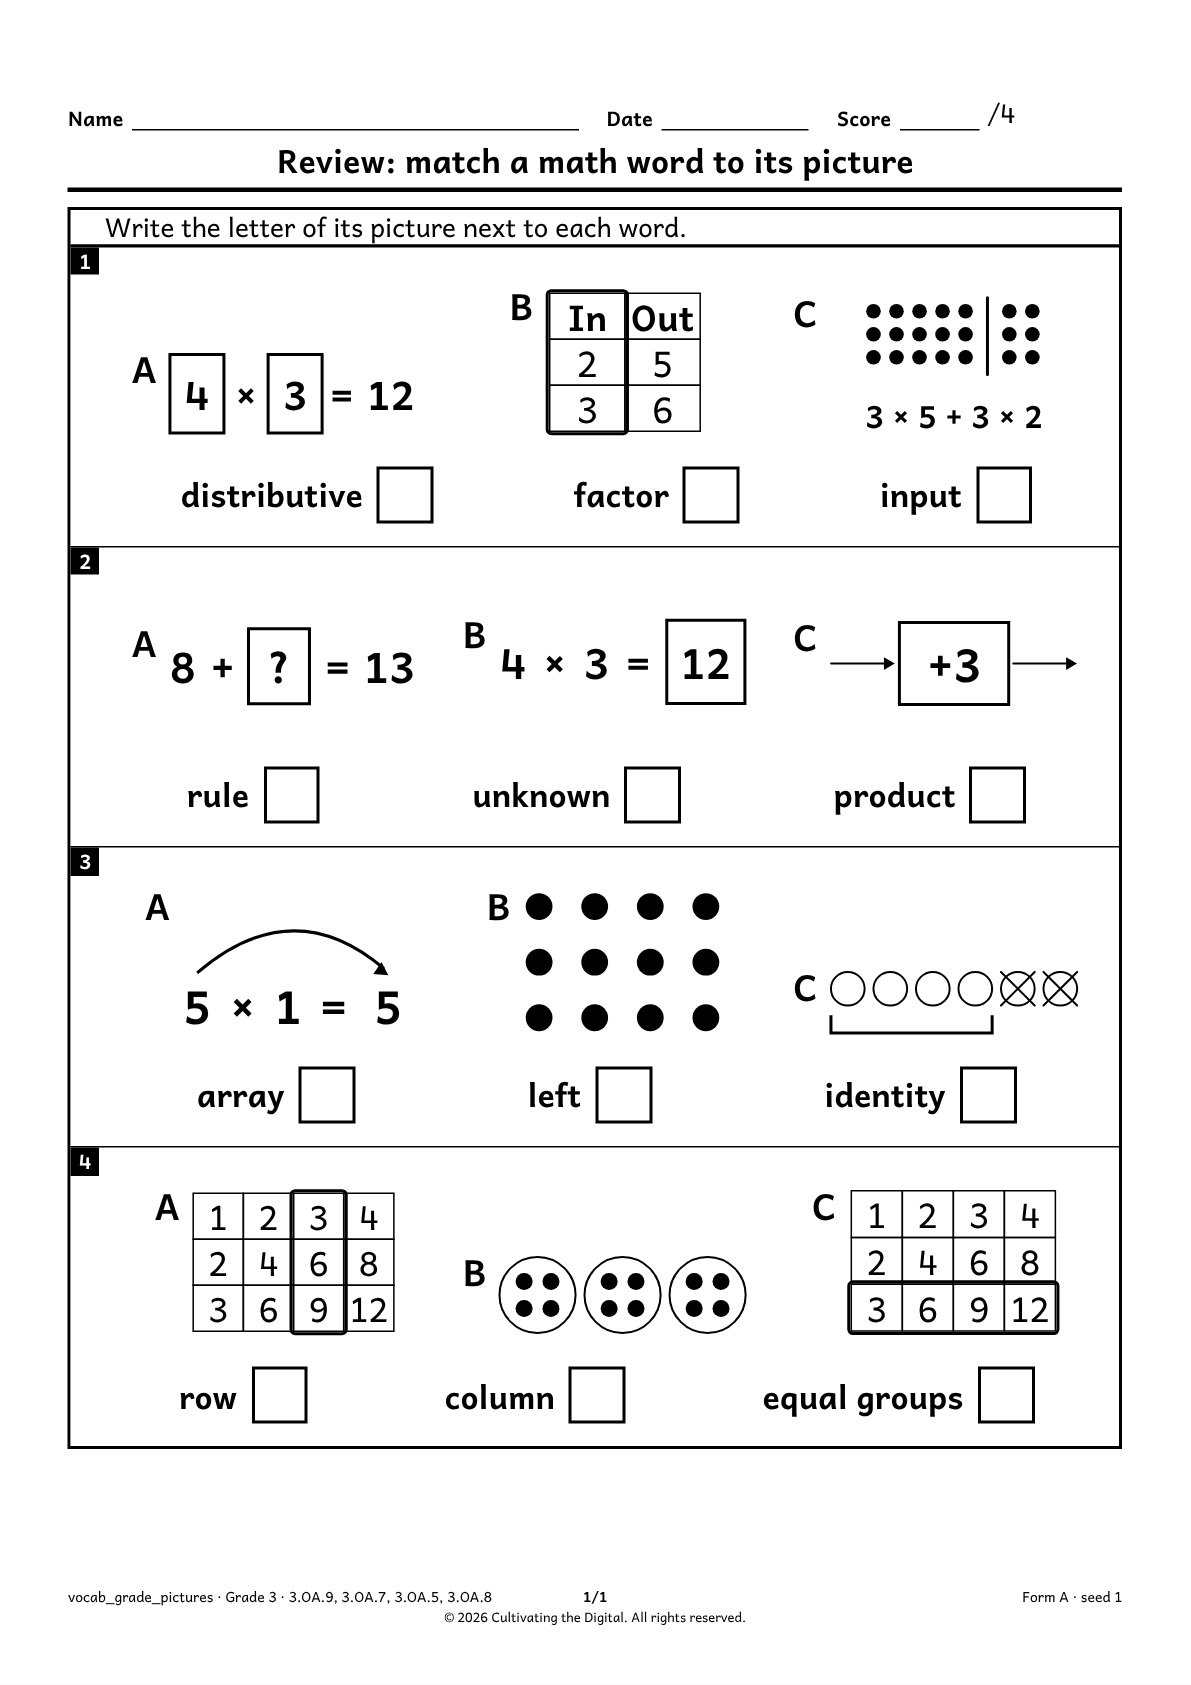 Name Date Score /4
Review: match a math word to its picture
Write the letter of its picture next to each word.
1
A 4 × 3 = 12
B In Out
2 5
3 6
C
3 × 5 + 3 × 2
distributive factor input
2
A 8 + ? = 13
B 4 × 3 = 12
C +3
rule unknown product
3
A
5 × 1 = 5
B
C
array left identity
4
A 1 2 3 4
2 4 6 8
3 6 9 12
B
C 1 2 3 4
2 4 6 8
3 6 9 12
row column equal groups
vocab_grade_pictures · Grade 3 · 3.OA.9, 3.OA.7, 3.OA.5, 3.OA.8 1/1 Form A · seed 1
© 2026 Cultivating the Digital. All rights reserved.